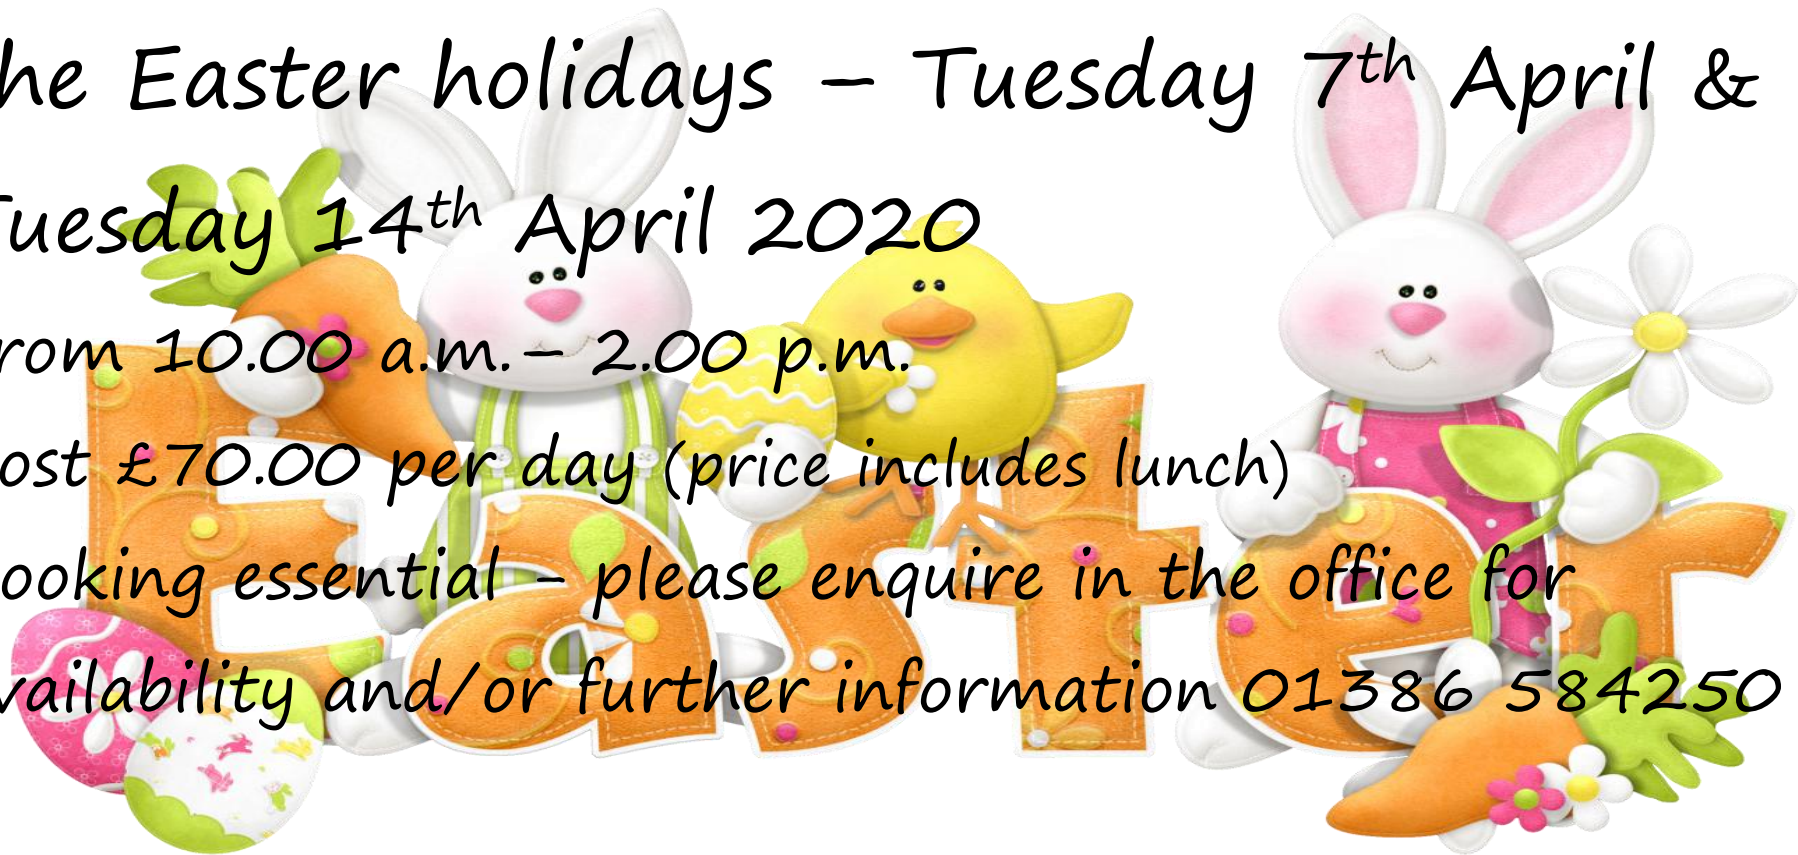 he Easter holidays – Tuesday 7th April &
Tuesday 14th April 2020
rom 10.00 a.m. – 2.00 p.m.
ost £70.00 per day (price includes lunch)
ooking essential – please enquire in the office for
vailability and/or further information 01386 584250
Easter